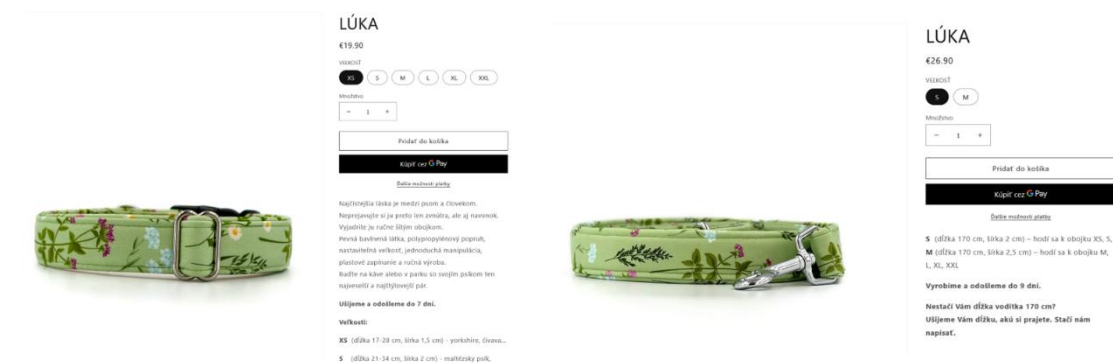 LÚKA
€19.90
VEĽKOSŤ
XS S M L XL XXL
Množstvo
− 1 +
Pridať do košíka
Kúpiť cez G Pay
Ďalšie možnosti platby
Najčistejšia láska je medzi psom a človekom.
Neprejavujte si ju preto len zvnútra, ale aj navonok.
Vyjadrite ju ručne šitým obojkom.
Pevná bavlnená látka, polypropylénový popruh,
nastaviteľná veľkosť, jednoduchá manipulácia,
plastové zapínanie a ručná výroba.
Buďte na káve alebo v parku so svojím psíkom ten
najveselší a najštýlovejší pár.
Ušijeme a odošleme do 7 dní.
Veľkosti:
XS (dĺžka 17-28 cm, šírka 1,5 cm) - yorkshire, čivava...
S (dĺžka 21-34 cm, šírka 2 cm) - maltézsky psík,
LÚKA
€26.90
VEĽKOSŤ
S M
Množstvo
− 1 +
Pridať do košíka
Kúpiť cez G Pay
Ďalšie možnosti platby
S (dĺžka 170 cm, šírka 2 cm) – hodí sa k obojku XS, S,
M (dĺžka 170 cm, šírka 2,5 cm) – hodí sa k obojku M,
L, XL, XXL
Vyrobíme a odošleme do 9 dní.
Nestačí Vám dĺžka vodítka 170 cm?
Ušijeme Vám dĺžku, akú si prajete. Stačí nám
napísať.